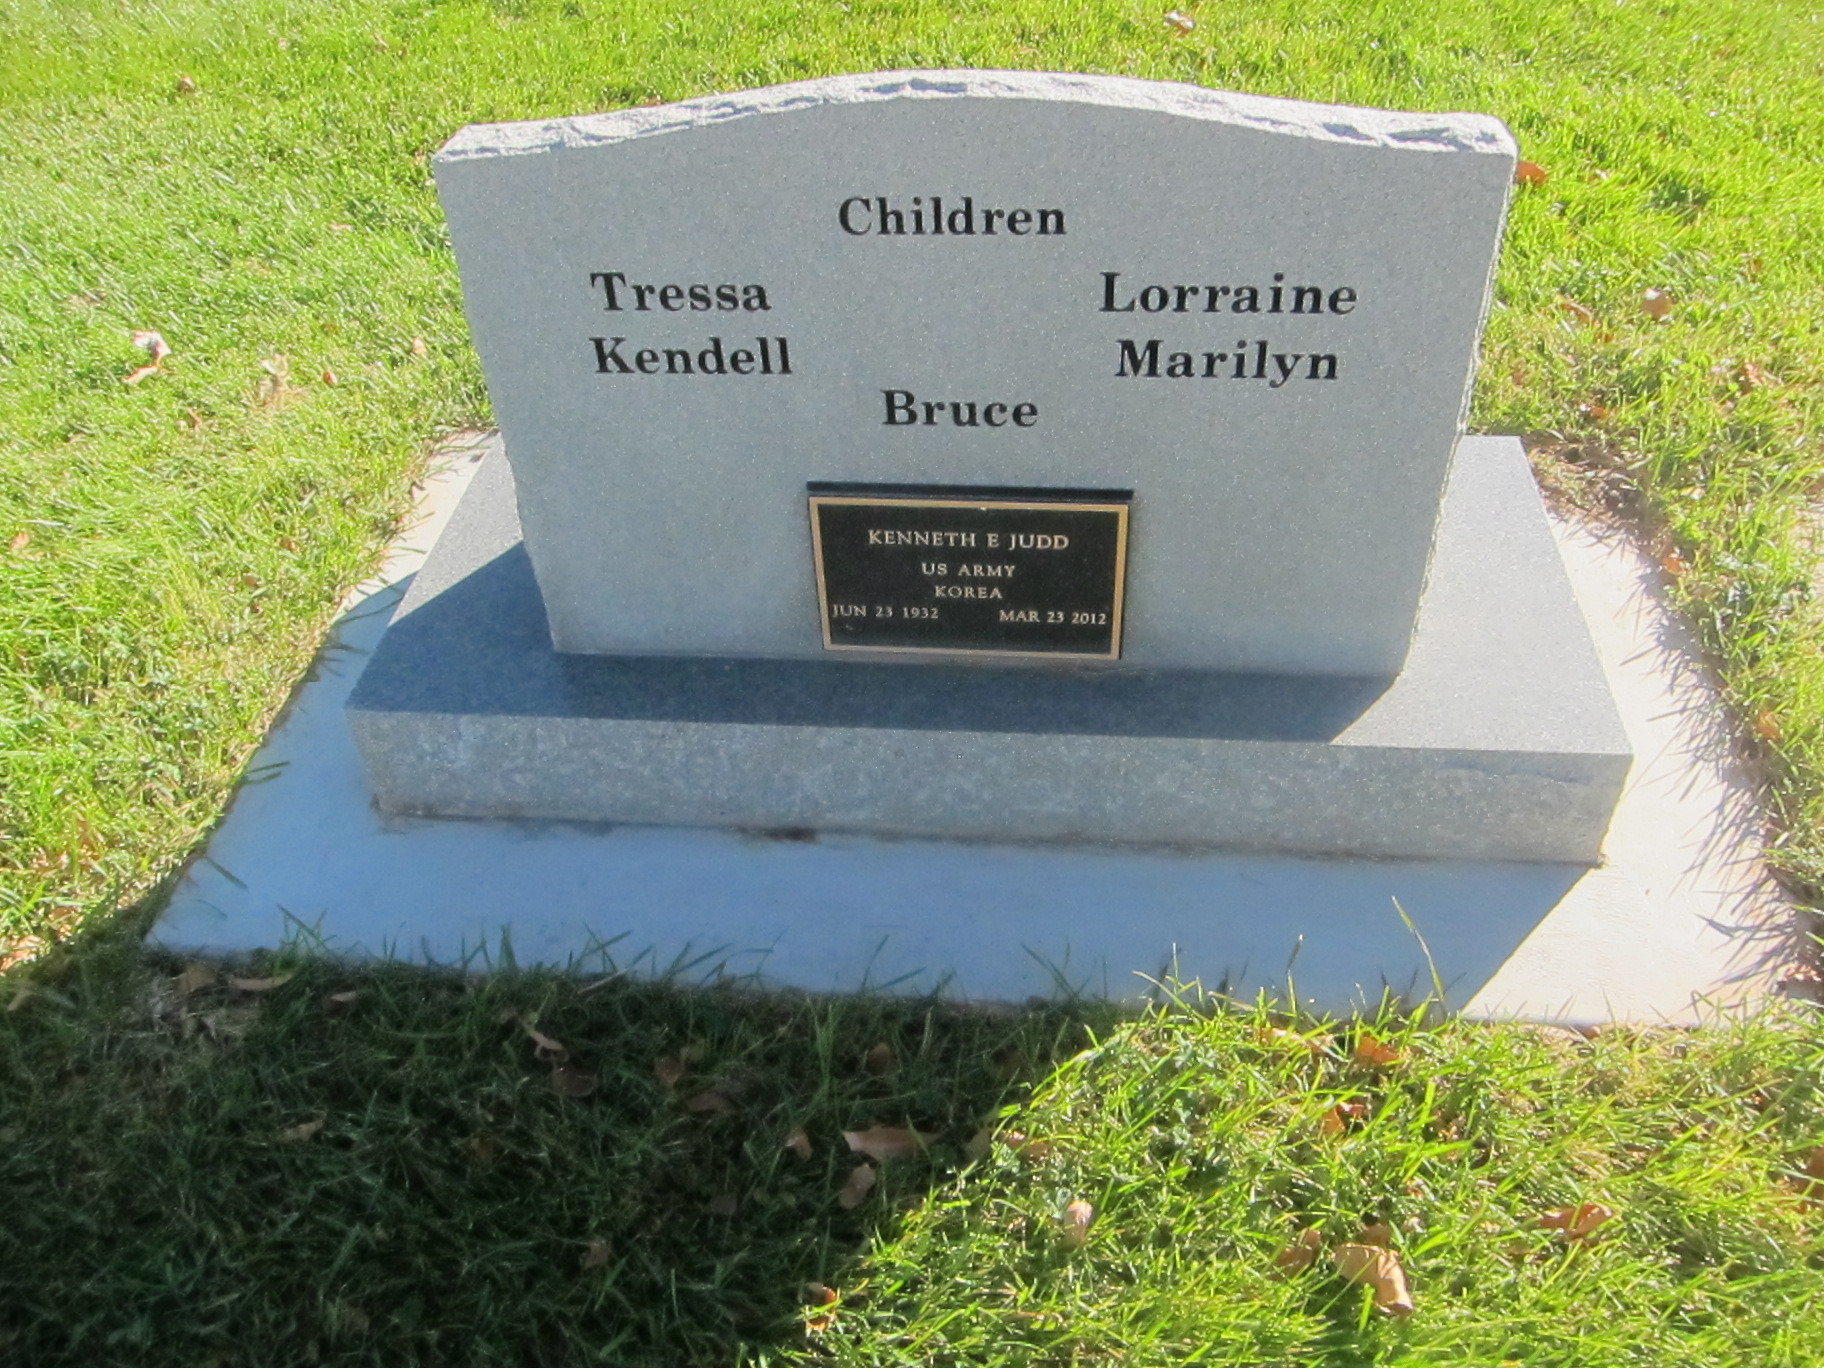 Children
Tressa Lorraine
Kendell Marilyn
Bruce
KENNETH E JUDD
US ARMY
KOREA
JUN 23 1932 MAR 23 2012